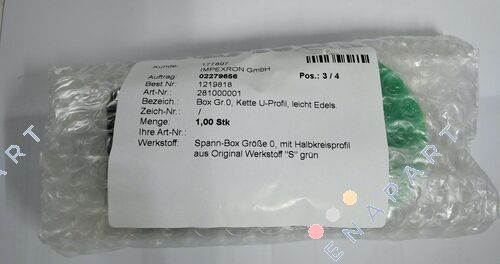 Kunde: 177897
IMPEXRON GmbH
Auftrag: 02279656 Pos.: 3 / 4
Best Nr: 1219818
Art-Nr.: 281000001
Bezeich.: Box Gr.0, Kette U-Profil, leicht Edels.
Zeich-Nr.: /
Menge: 1,00 Stk
Ihre Art-Nr.:
Werkstoff: Spann-Box Größe 0, mit Halbkreisprofil
aus Original Werkstoff "S" grün
ENAPART
ENAPART